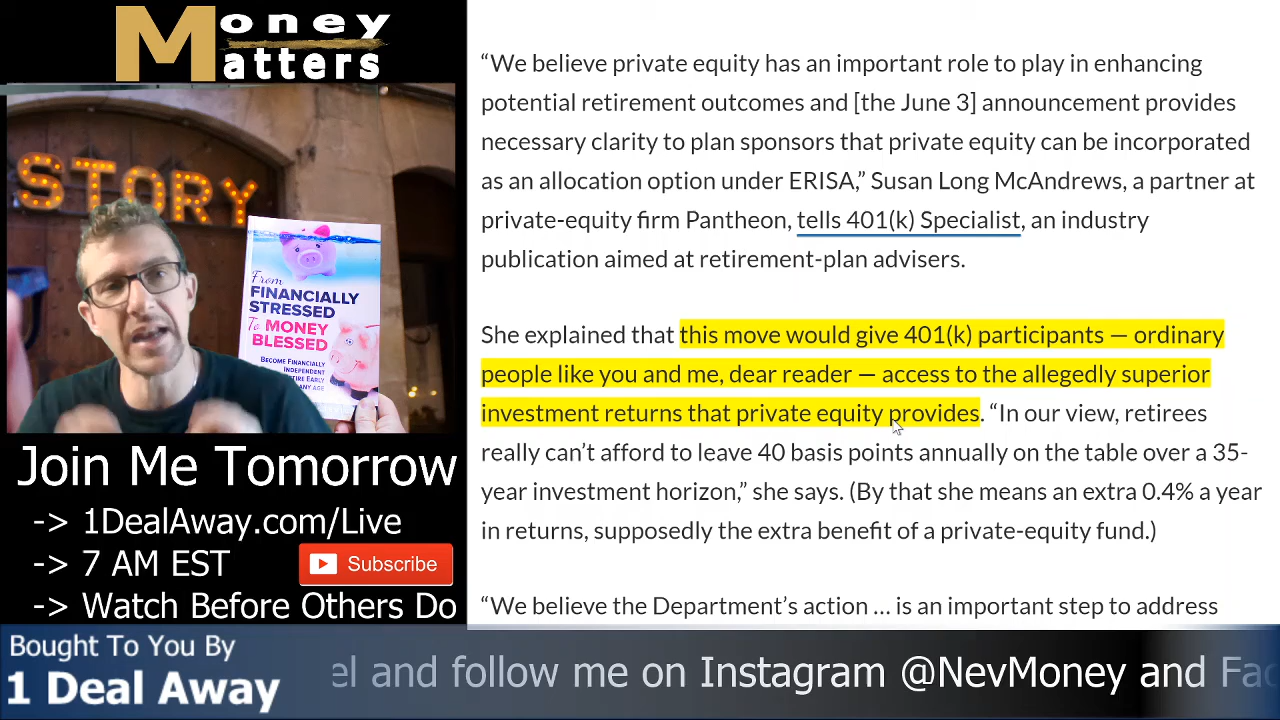 Money
Matters
STORY
From
FINANCIALLY
STRESSED
To MONEY
BLESSED
BECOME FINANCIALLY
INDEPENDENT
TIRE EARLY
ANY AGE
Join Me Tomorrow
-> 1DealAway.com/Live
-> 7 AM EST
Subscribe
-> Watch Before Others Do
“We believe private equity has an important role to play in enhancing
potential retirement outcomes and [the June 3] announcement provides
necessary clarity to plan sponsors that private equity can be incorporated
as an allocation option under ERISA,” Susan Long McAndrews, a partner at
private-equity firm Pantheon, tells 401(k) Specialist, an industry
publication aimed at retirement-plan advisers.
She explained that this move would give 401(k) participants — ordinary
people like you and me, dear reader — access to the allegedly superior
investment returns that private equity provides. “In our view, retirees
really can’t afford to leave 40 basis points annually on the table over a 35-
year investment horizon,” she says. (By that she means an extra 0.4% a year
in returns, supposedly the extra benefit of a private-equity fund.)
“We believe the Department’s action … is an important step to address
Bought To You By
1 Deal Away
el and follow me on Instagram @NevMoney and Fac